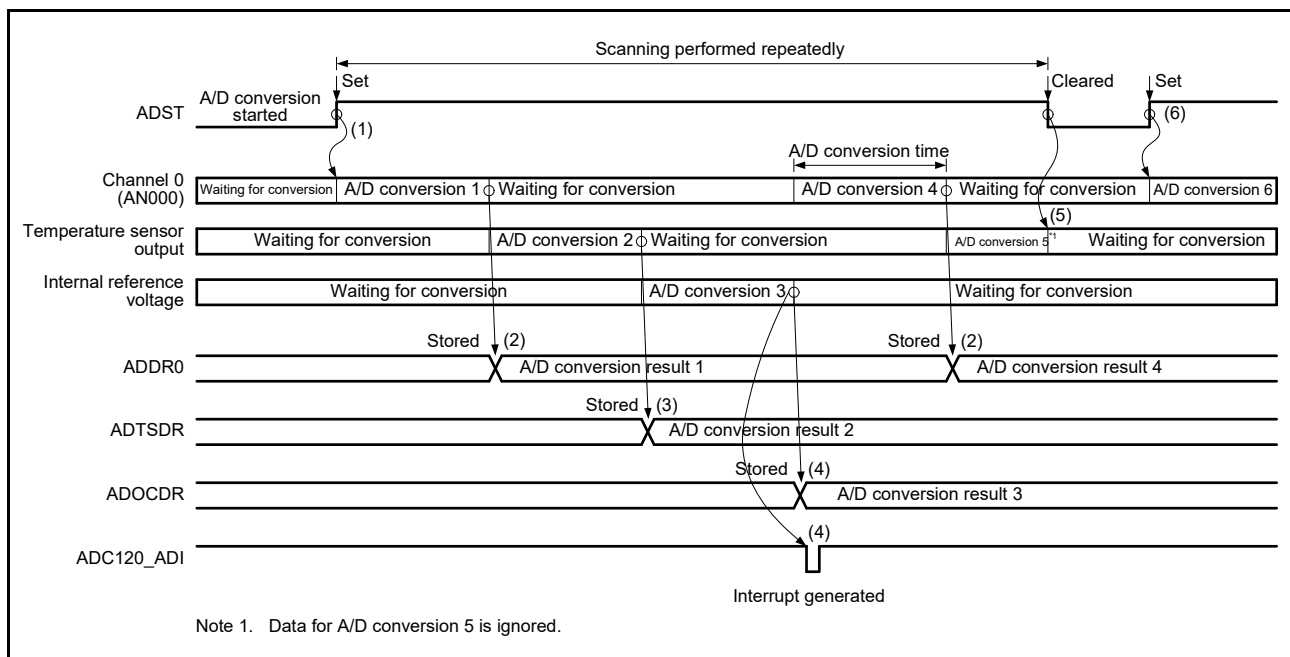 Scanning performed repeatedly
Set
Cleared
Set
ADST
A/D conversion
started
(1)
(6)
A/D conversion time
Channel 0
(AN000)
Waiting for conversion
A/D conversion 1
Waiting for conversion
A/D conversion 4
Waiting for conversion
A/D conversion 6
(5)
Temperature sensor
output
Waiting for conversion
A/D conversion 2
Waiting for conversion
A/D conversion 5*1
Waiting for conversion
Internal reference
voltage
Waiting for conversion
A/D conversion 3
Waiting for conversion
Stored
(2)
Stored
(2)
ADDR0
A/D conversion result 1
A/D conversion result 4
Stored
(3)
ADTSDR
A/D conversion result 2
Stored
(4)
ADOCDR
A/D conversion result 3
(4)
ADC120_ADI
Interrupt generated
Note 1. Data for A/D conversion 5 is ignored.